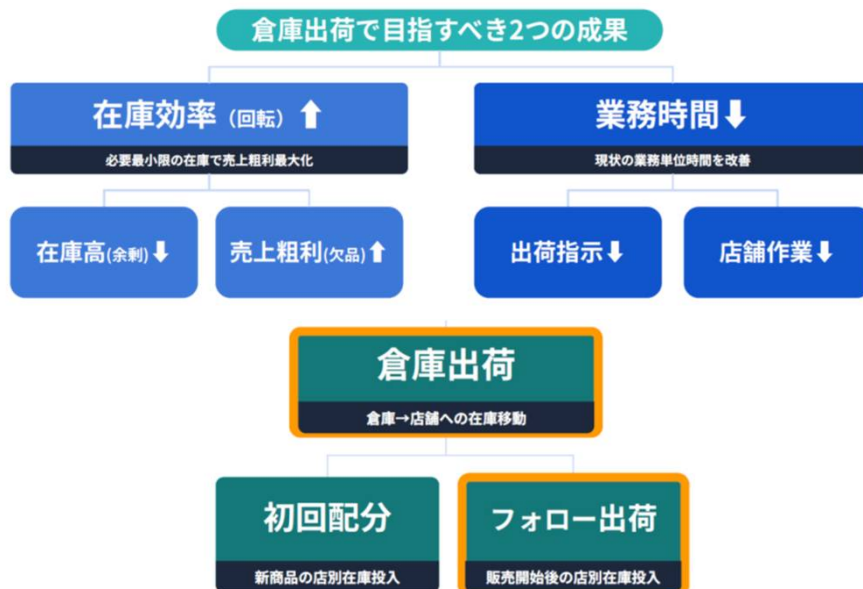 倉庫出荷で目指すべき2つの成果
在庫効率（回転）⬆
業務時間⬇
必要最小限の在庫で売上粗利最大化
現状の業務単位時間を改善
在庫高(余剰)⬇
売上粗利(欠品)⬆
出荷指示⬇
店舗作業⬇
倉庫出荷
倉庫→店舗への在庫移動
初回配分
フォロー出荷
新商品の店別在庫投入
販売開始後の店別在庫投入